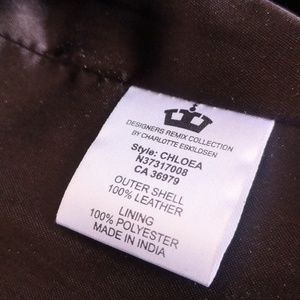 DESIGNERS REMIX COLLECTION
BY CHARLOTTE ESKILDSEN
Style: CHLOEA
N37317008
CA 36979
OUTER SHELL
100% LEATHER
LINING
100% POLYESTER
MADE IN INDIA